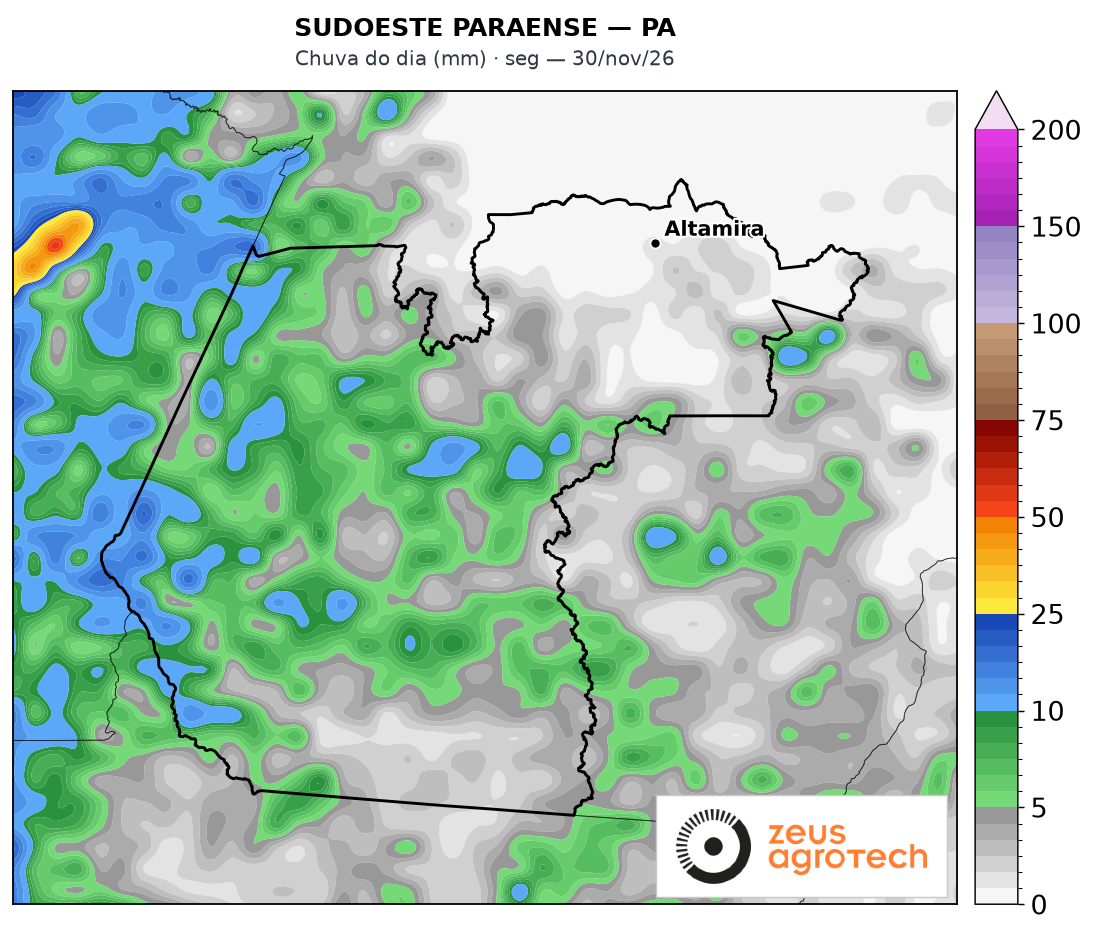 SUDOESTE PARAENSE — PA
Chuva do dia (mm) · seg — 30/nov/26
Altamira
200
150
100
75
50
25
10
5
0
zeus
agrotech